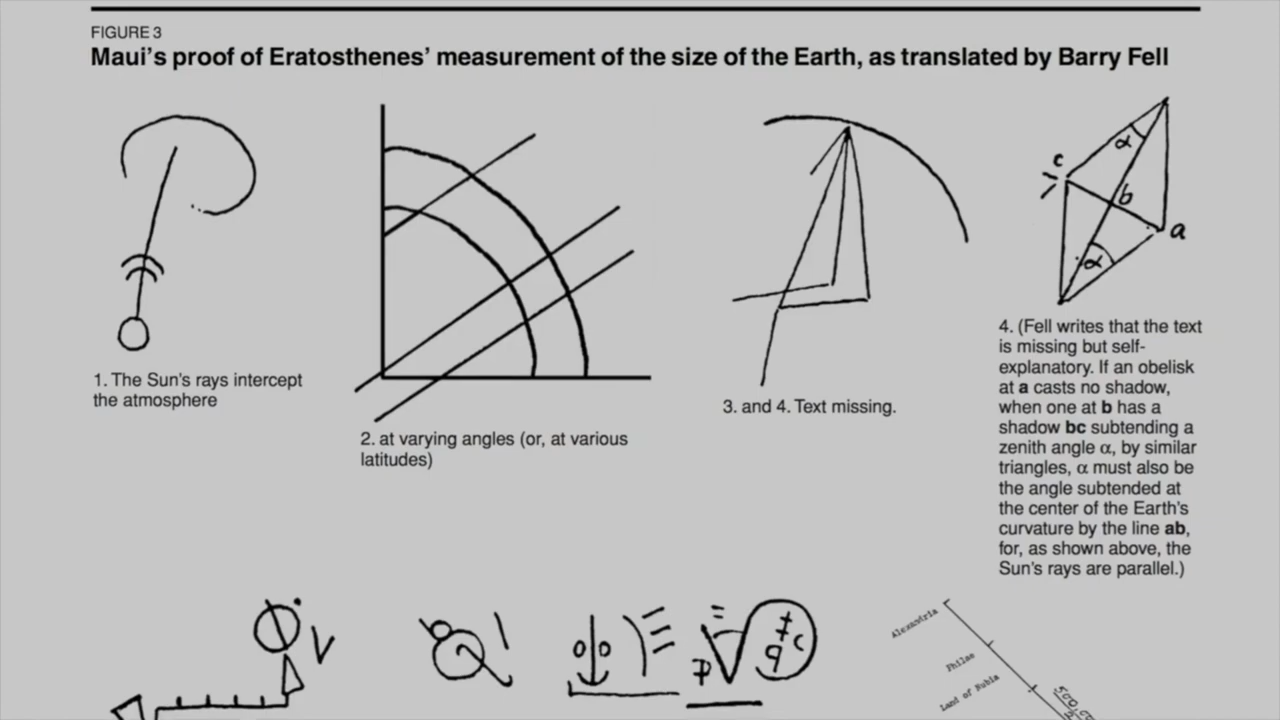 FIGURE 3
Maui's proof of Eratosthenes' measurement of the size of the Earth, as translated by Barry Fell
α
c
b
a
α
1. The Sun's rays intercept
the atmosphere
2. at varying angles (or, at various
latitudes)
3. and 4. Text missing.
4. (Fell writes that the text
is missing but self-
explanatory. If an obelisk
at a casts no shadow,
when one at b has a
shadow bc subtending a
zenith angle α, by similar
triangles, α must also be
the angle subtended at
the center of the Earth's
curvature by the line ab,
for, as shown above, the
Sun's rays are parallel.)
Alexandria
Philae
Land of Nubia